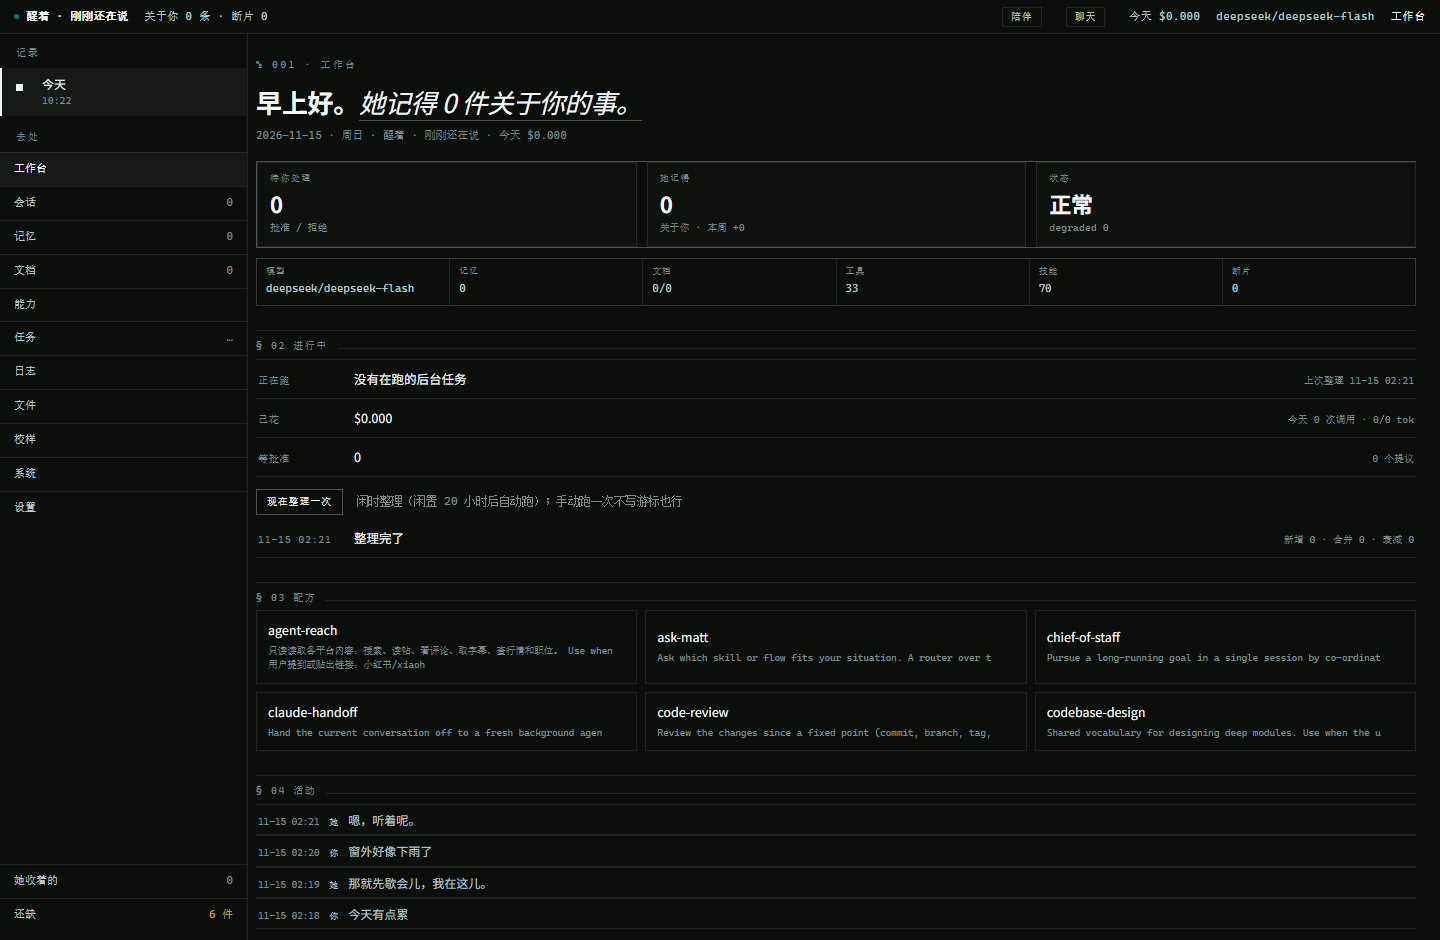 醒着 · 刚刚还在说 关于你 0 条 · 断片 0 陪伴 聊天 今天 $0.000 deepseek/deepseek-flash 工作台
记录
今天
10:22
去处
工作台
会话 0
记忆 0
文档 0
能力
任务 …
日志
文件
校样
系统
设置
她收着的 0
还缺 6 件
№ 001 · 工作台
早上好。她记得 0 件关于你的事。
2026-11-15 · 周日 · 醒着 · 刚刚还在说 · 今天 $0.000
待你处理
0
批准 / 拒绝
她记得
0
关于你 · 本周 +0
状态
正常
degraded 0
模型
deepseek/deepseek-flash
记忆
0
文档
0/0
工具
33
技能
70
断片
0
§ 02 进行中
正在跑 没有在跑的后台任务 上次整理 11-15 02:21
已花 $0.000 今天 0 次调用 · 0/0 tok
等批准 0 0 个提议
现在整理一次 闲时整理（闲置 20 小时后自动跑）；手动跑一次不写游标也行
11-15 02:21 整理完了 新增 0 · 合并 0 · 衰减 0
§ 03 配方
agent-reach
只读读取各平台内容：搜索、读帖、看评论、取字幕、查行情和职位。 Use when
用户提到或贴出链接：小红书/xiaoh
ask-matt
Ask which skill or flow fits your situation. A router over t
chief-of-staff
Pursue a long-running goal in a single session by co-ordinat
claude-handoff
Hand the current conversation off to a fresh background agen
code-review
Review the changes since a fixed point (commit, branch, tag,
codebase-design
Shared vocabulary for designing deep modules. Use when the u
§ 04 活动
11-15 02:21 她 嗯，听着呢。
11-15 02:20 你 窗外好像下雨了
11-15 02:19 她 那就先歇会儿，我在这儿。
11-15 02:18 你 今天有点累